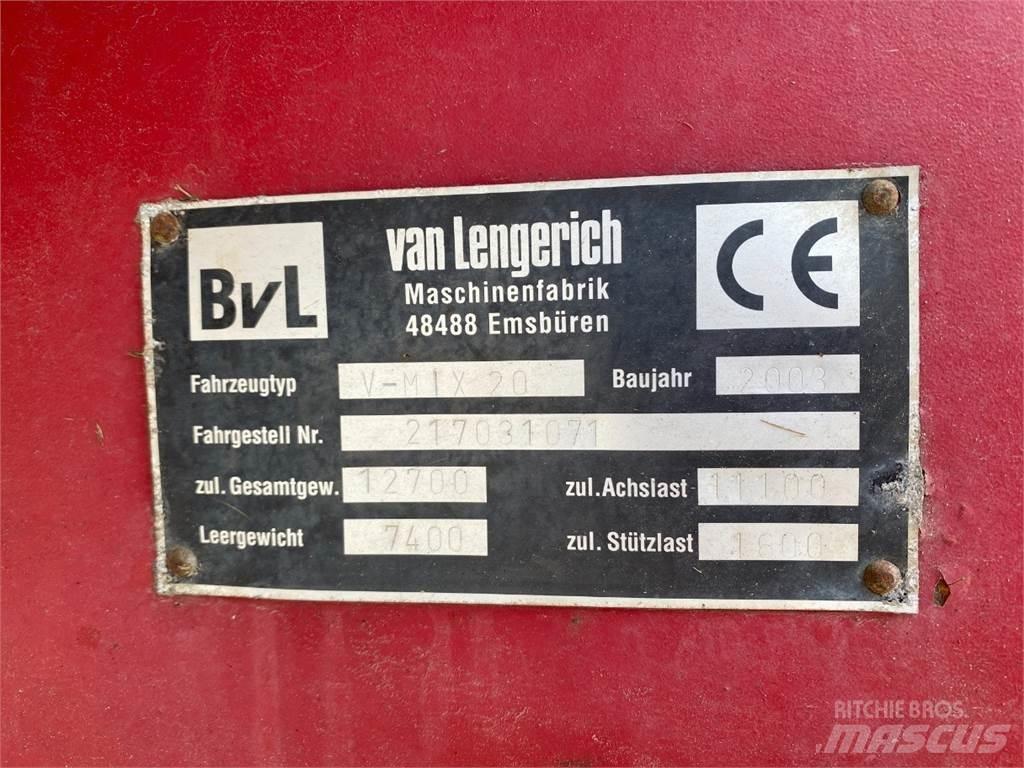 BvL
van Lengerich
Maschinenfabrik
48488 Emsbüren
CE
Fahrzeugtyp V-MIX 20 Baujahr 2003
Fahrgestell Nr. 217031071
zul. Gesamtgew. 12700 zul. Achslast 11100
Leergewicht 7400 zul. Stützlast 1600
RITCHIE BROS.
MASCUS